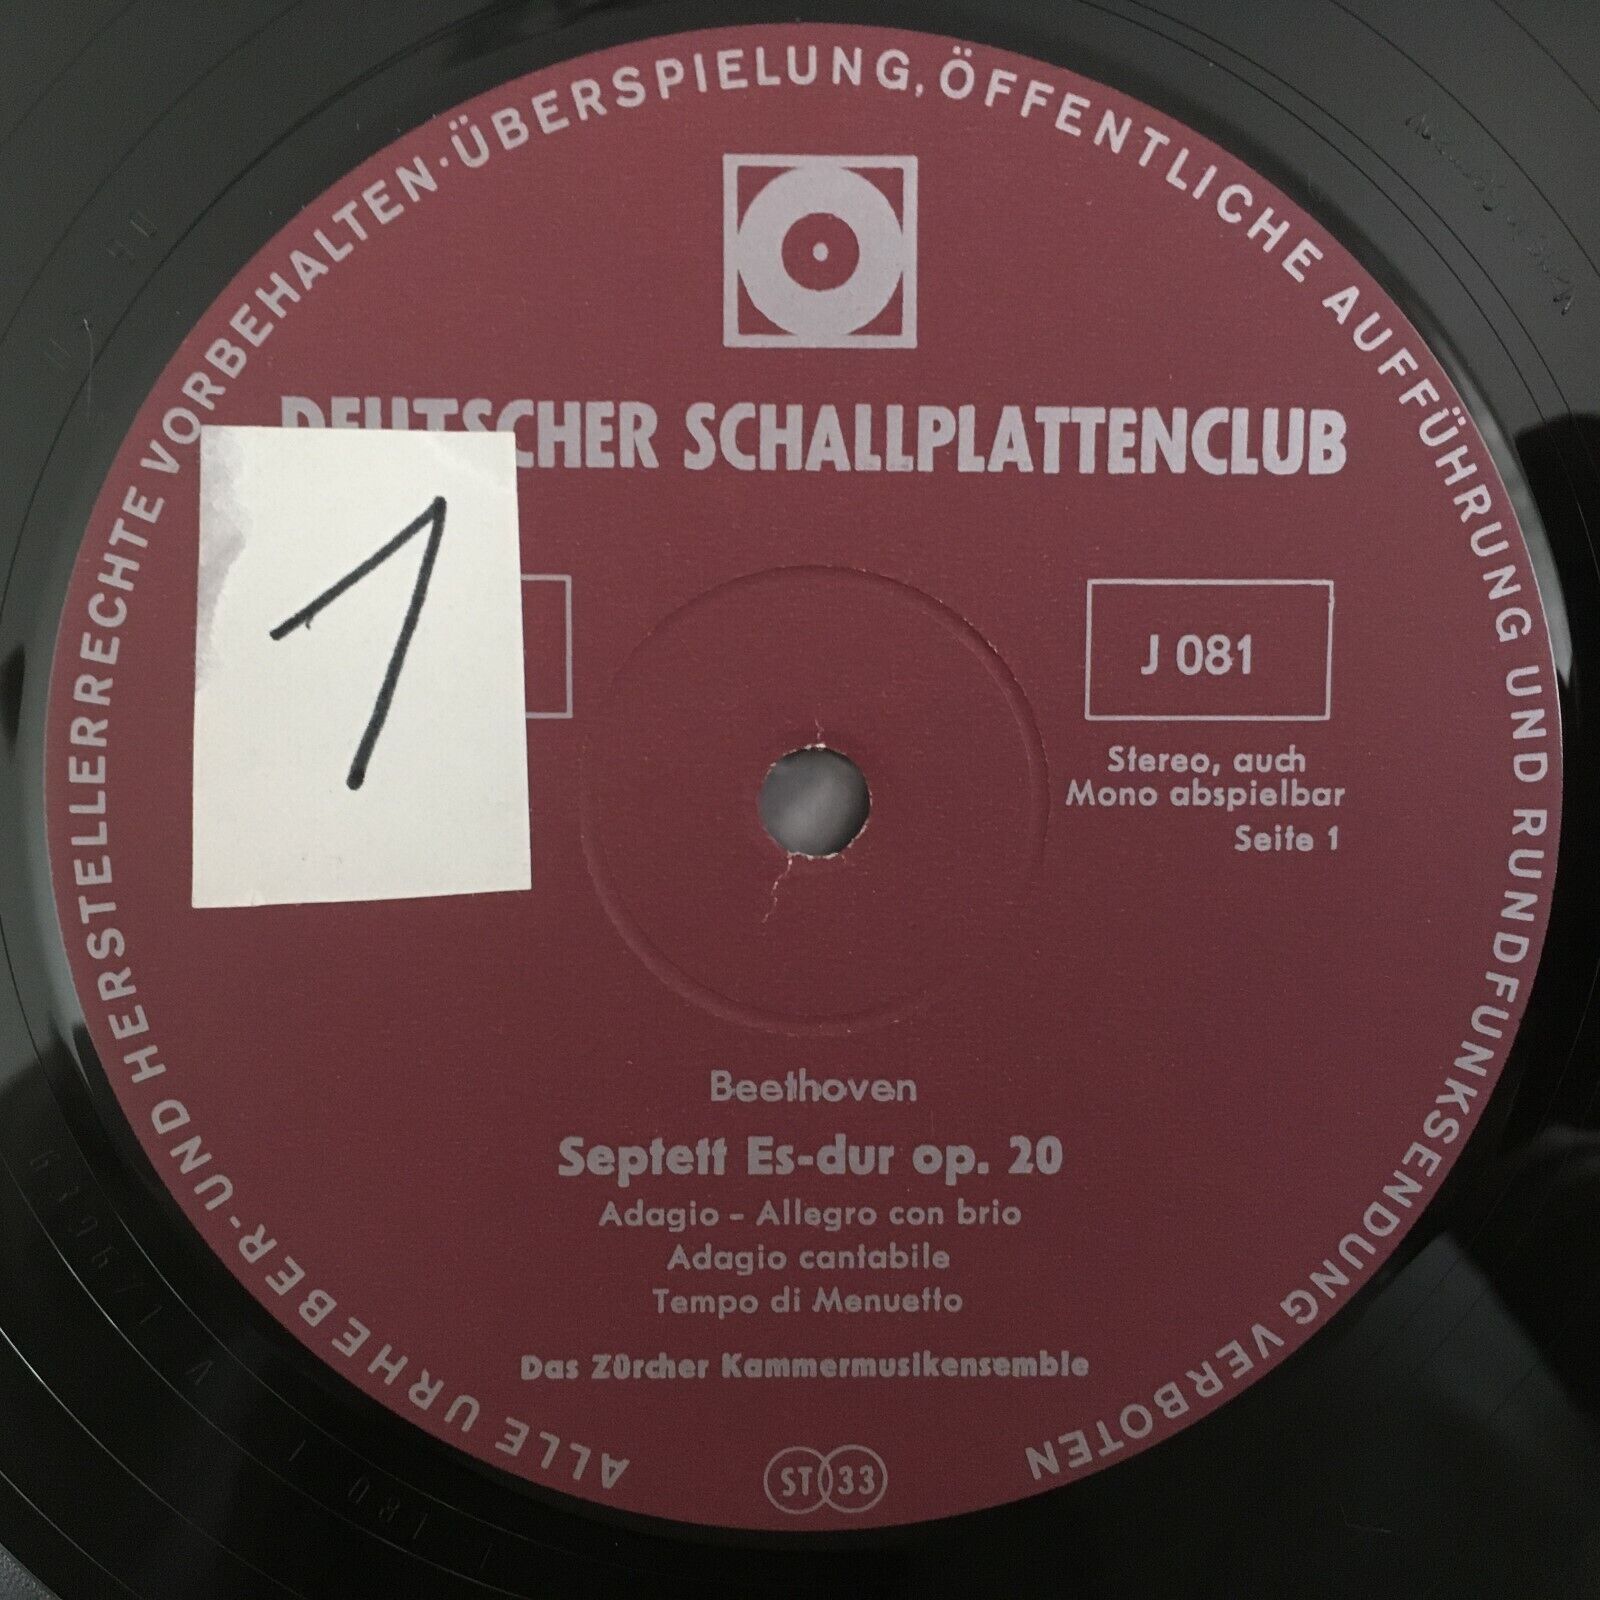 ALLE URHEBER- UND HERSTELLERRECHTE VORBEHALTEN · ÜBERSPIELUNG, ÖFFENTLICHE AUFFÜHRUNG UND RUNDFUNKSENDUNG VERBOTEN
DEUTSCHER SCHALLPLATTENCLUB
1
J 081
Stereo, auch
Mono abspielbar
Seite 1
Beethoven
Septett Es-dur op. 20
Adagio - Allegro con brio
Adagio cantabile
Tempo di Menuetto
Das Zürcher Kammermusikensemble
ST 33